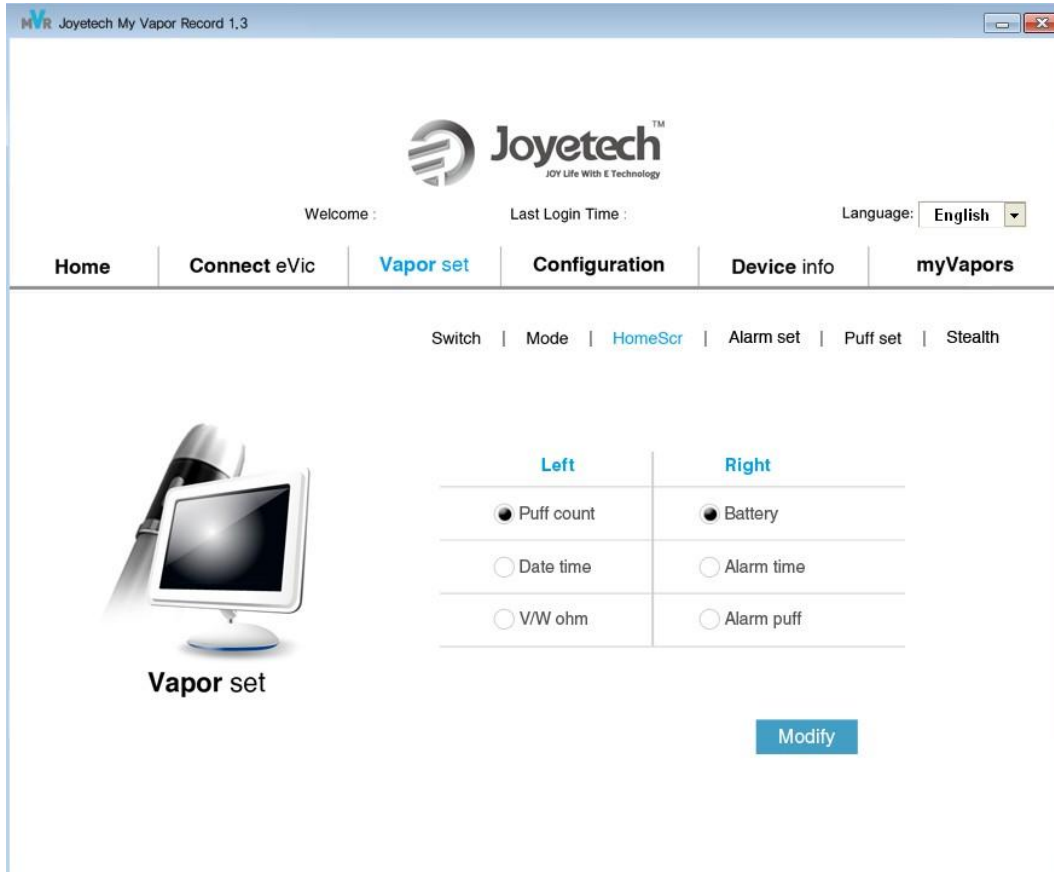 MVR Joyetech My Vapor Record 1.3
Joyetech™
JOY Life With E Technology
Welcome : Last Login Time : Language: English
Home Connect eVic Vapor set Configuration Device info myVapors
Switch | Mode | HomeScr | Alarm set | Puff set | Stealth
Left Right
Puff count Battery
Date time Alarm time
V/W ohm Alarm puff
Vapor set
Modify